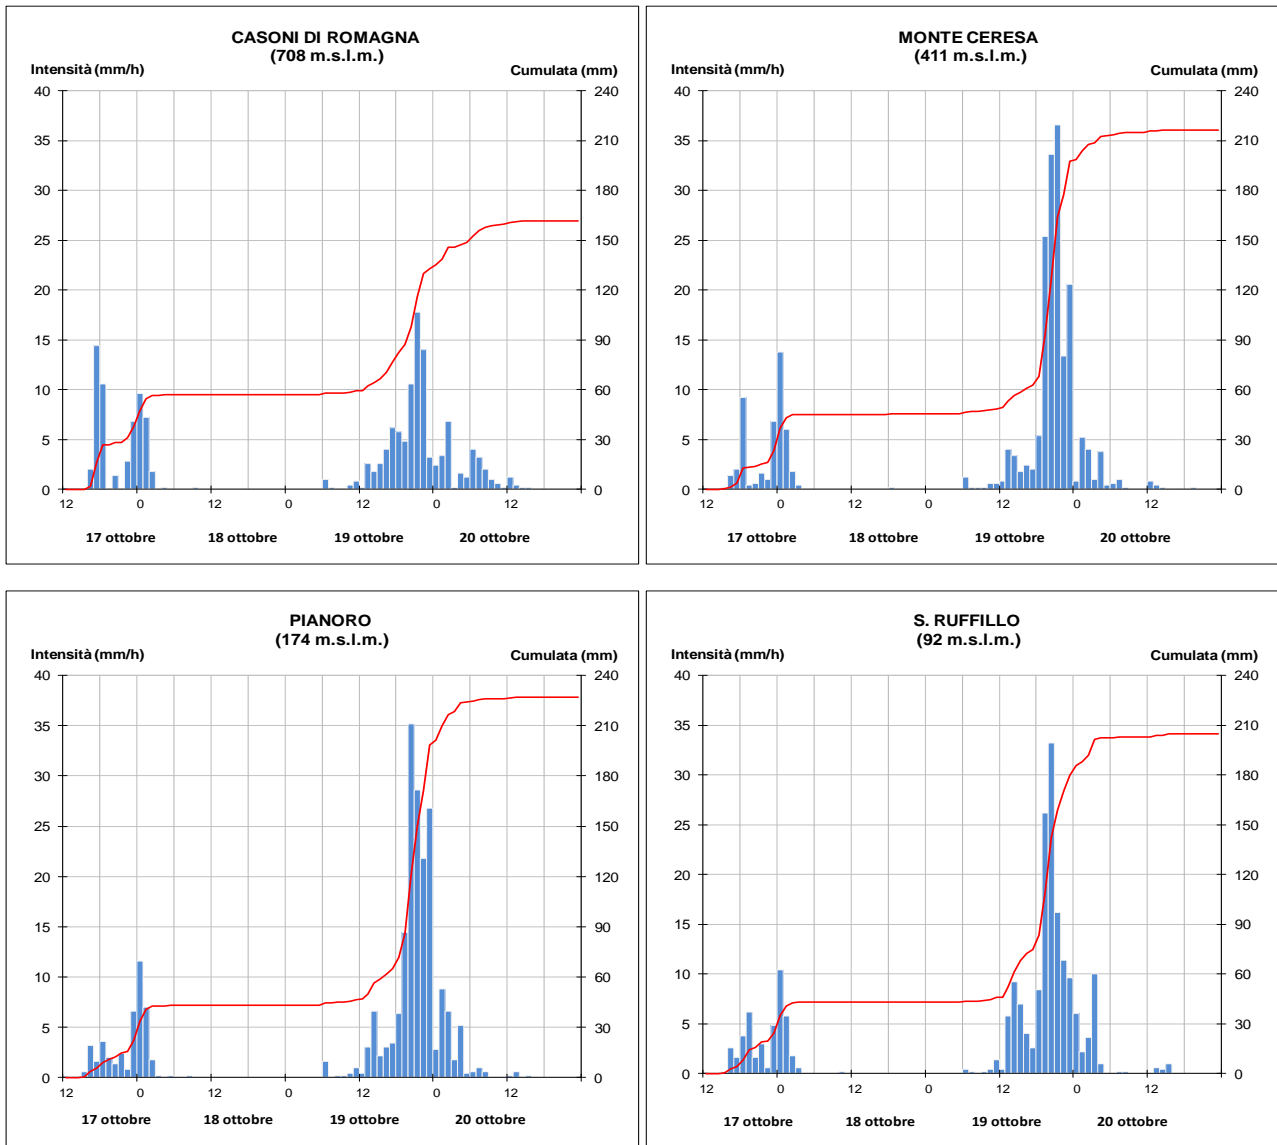 CASONI DI ROMAGNA
(708 m.s.l.m.)
Intensità (mm/h) Cumulata (mm)
40 240
35 210
30 180
25 150
20 120
15 90
10 60
5 30
0 0
12 0 12 0 12 0 12
17 ottobre 18 ottobre 19 ottobre 20 ottobre
MONTE CERESA
(411 m.s.l.m.)
Intensità (mm/h) Cumulata (mm)
40 240
35 210
30 180
25 150
20 120
15 90
10 60
5 30
0 0
12 0 12 0 12 0 12
17 ottobre 18 ottobre 19 ottobre 20 ottobre
PIANORO
(174 m.s.l.m.)
Intensità (mm/h) Cumulata (mm)
40 240
35 210
30 180
25 150
20 120
15 90
10 60
5 30
0 0
12 0 12 0 12 0 12
17 ottobre 18 ottobre 19 ottobre 20 ottobre
S. RUFFILLO
(92 m.s.l.m.)
Intensità (mm/h) Cumulata (mm)
40 240
35 210
30 180
25 150
20 120
15 90
10 60
5 30
0 0
12 0 12 0 12 0 12
17 ottobre 18 ottobre 19 ottobre 20 ottobre